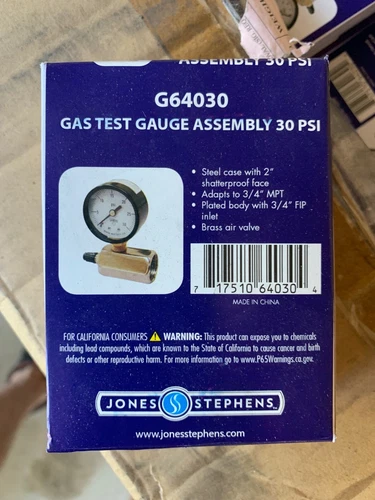 ASSEMBLY 30 PSI
G64030
GAS TEST GAUGE ASSEMBLY 30 PSI
• Steel case with 2"
shatterproof face
• Adapts to 3/4" MPT
• Plated body with 3/4" FIP
inlet
• Brass air valve
7 17510 64030 4
MADE IN CHINA
FOR CALIFORNIA CONSUMERS ⚠ WARNING: This product can expose you to chemicals
including lead compounds, which are known to the State of California to cause cancer and birth
defects or other reproductive harm. For more information go to www.P65Warnings.ca.gov.
JONES STEPHENS
www.jonesstephens.com